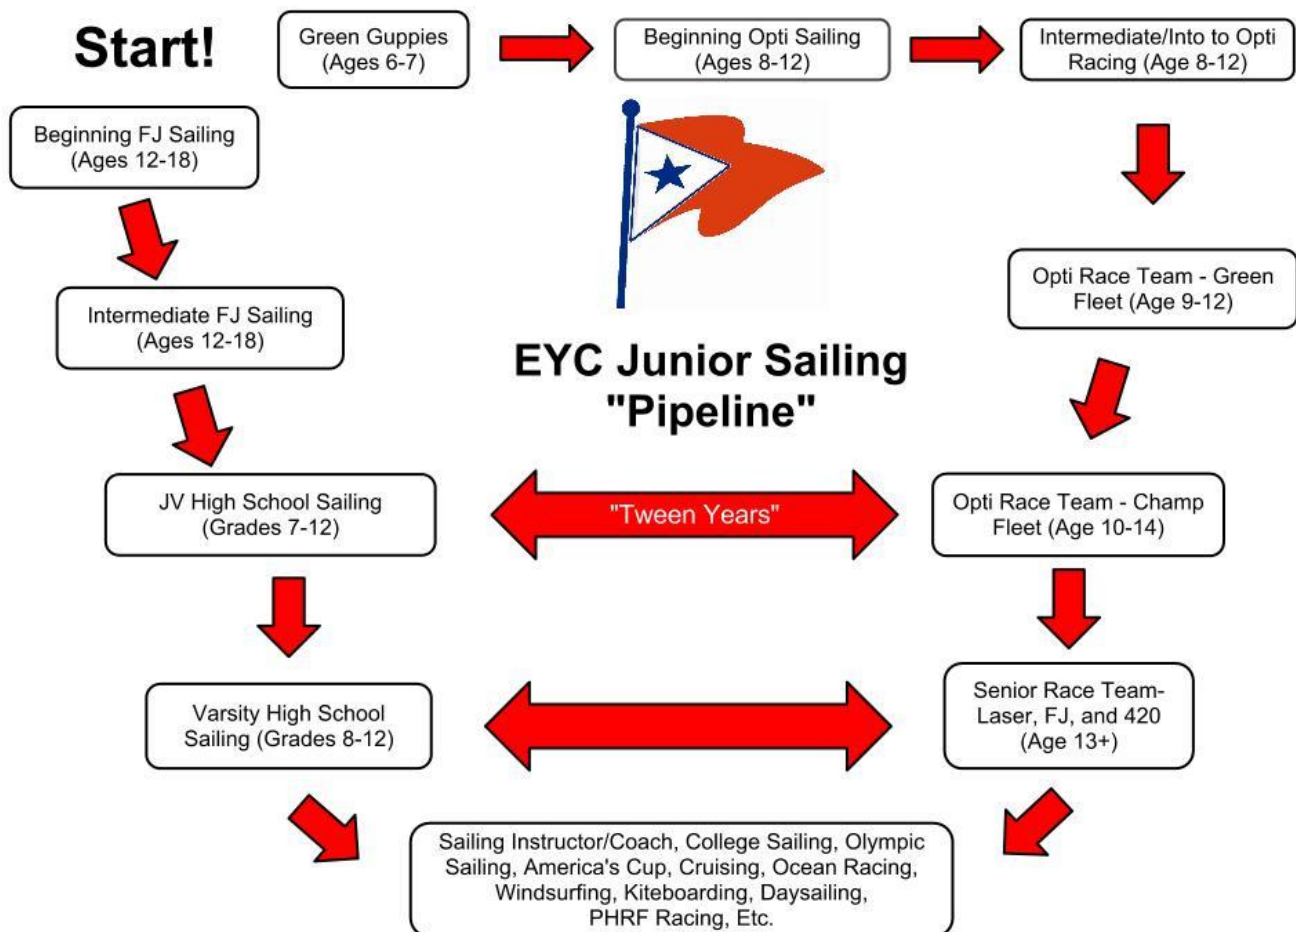 Start!
Green Guppies
(Ages 6-7)
Beginning Opti Sailing
(Ages 8-12)
Intermediate/Into to Opti
Racing (Age 8-12)
Beginning FJ Sailing
(Ages 12-18)
Opti Race Team - Green
Fleet (Age 9-12)
Intermediate FJ Sailing
(Ages 12-18)
EYC Junior Sailing
"Pipeline"
JV High School Sailing
(Grades 7-12)
"Tween Years"
Opti Race Team - Champ
Fleet (Age 10-14)
Varsity High School
Sailing (Grades 8-12)
Senior Race Team-
Laser, FJ, and 420
(Age 13+)
Sailing Instructor/Coach, College Sailing, Olympic
Sailing, America's Cup, Cruising, Ocean Racing,
Windsurfing, Kiteboarding, Daysailing,
PHRF Racing, Etc.